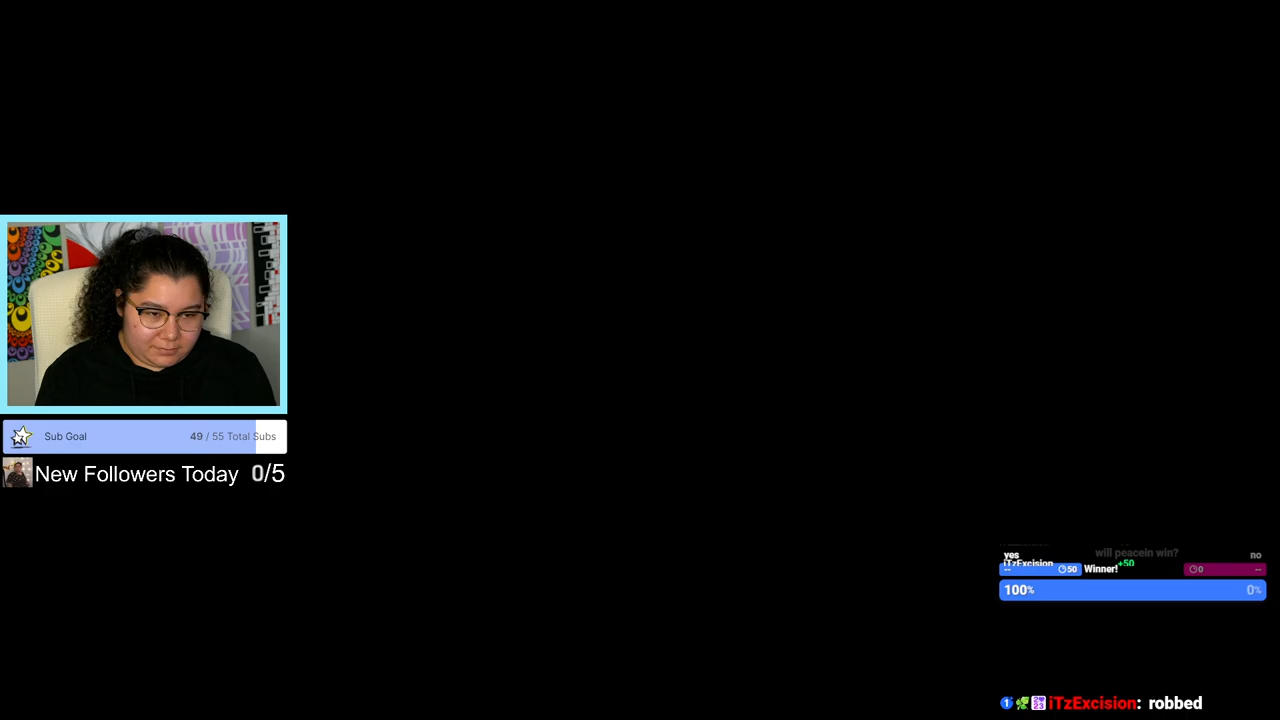 Sub Goal 49 / 55 Total Subs
New Followers Today 0/5
will peacein win?
yes no
iTzExcision +50
50 Winner! 0 --
100% 0%
iTzExcision: robbed